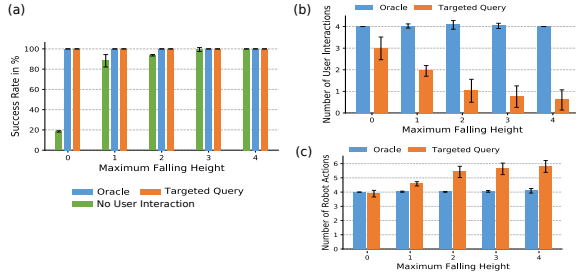 (a)
Success Rate in %
100
80
60
40
20
0 1 2 3 4
Maximum Falling Height
Oracle Targeted Query
No User Interaction
(b)
Oracle Targeted Query
Number of User Interactions
4
3
2
1
0
0 1 2 3 4
Maximum Falling Height
(c)
Oracle Targeted Query
Number of Robot Actions
6
5
4
3
2
1
0
0 1 2 3 4
Maximum Falling Height